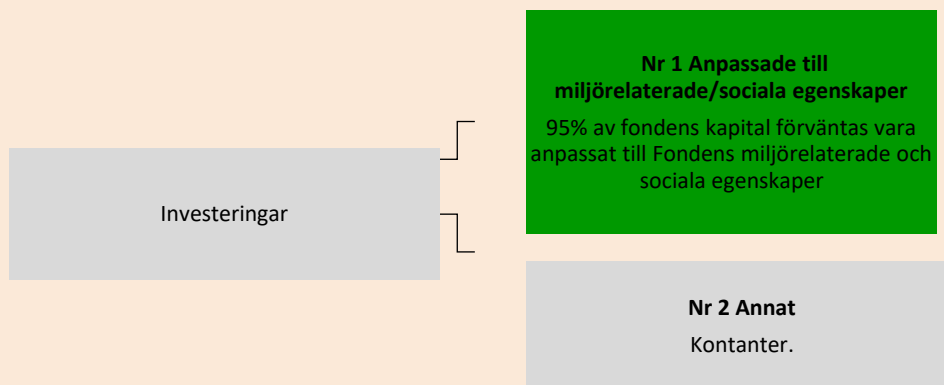 Investeringar
Nr 1 Anpassade till
miljörelaterade/sociala egenskaper
95% av fondens kapital förväntas vara
anpassat till Fondens miljörelaterade och
sociala egenskaper
Nr 2 Annat
Kontanter.